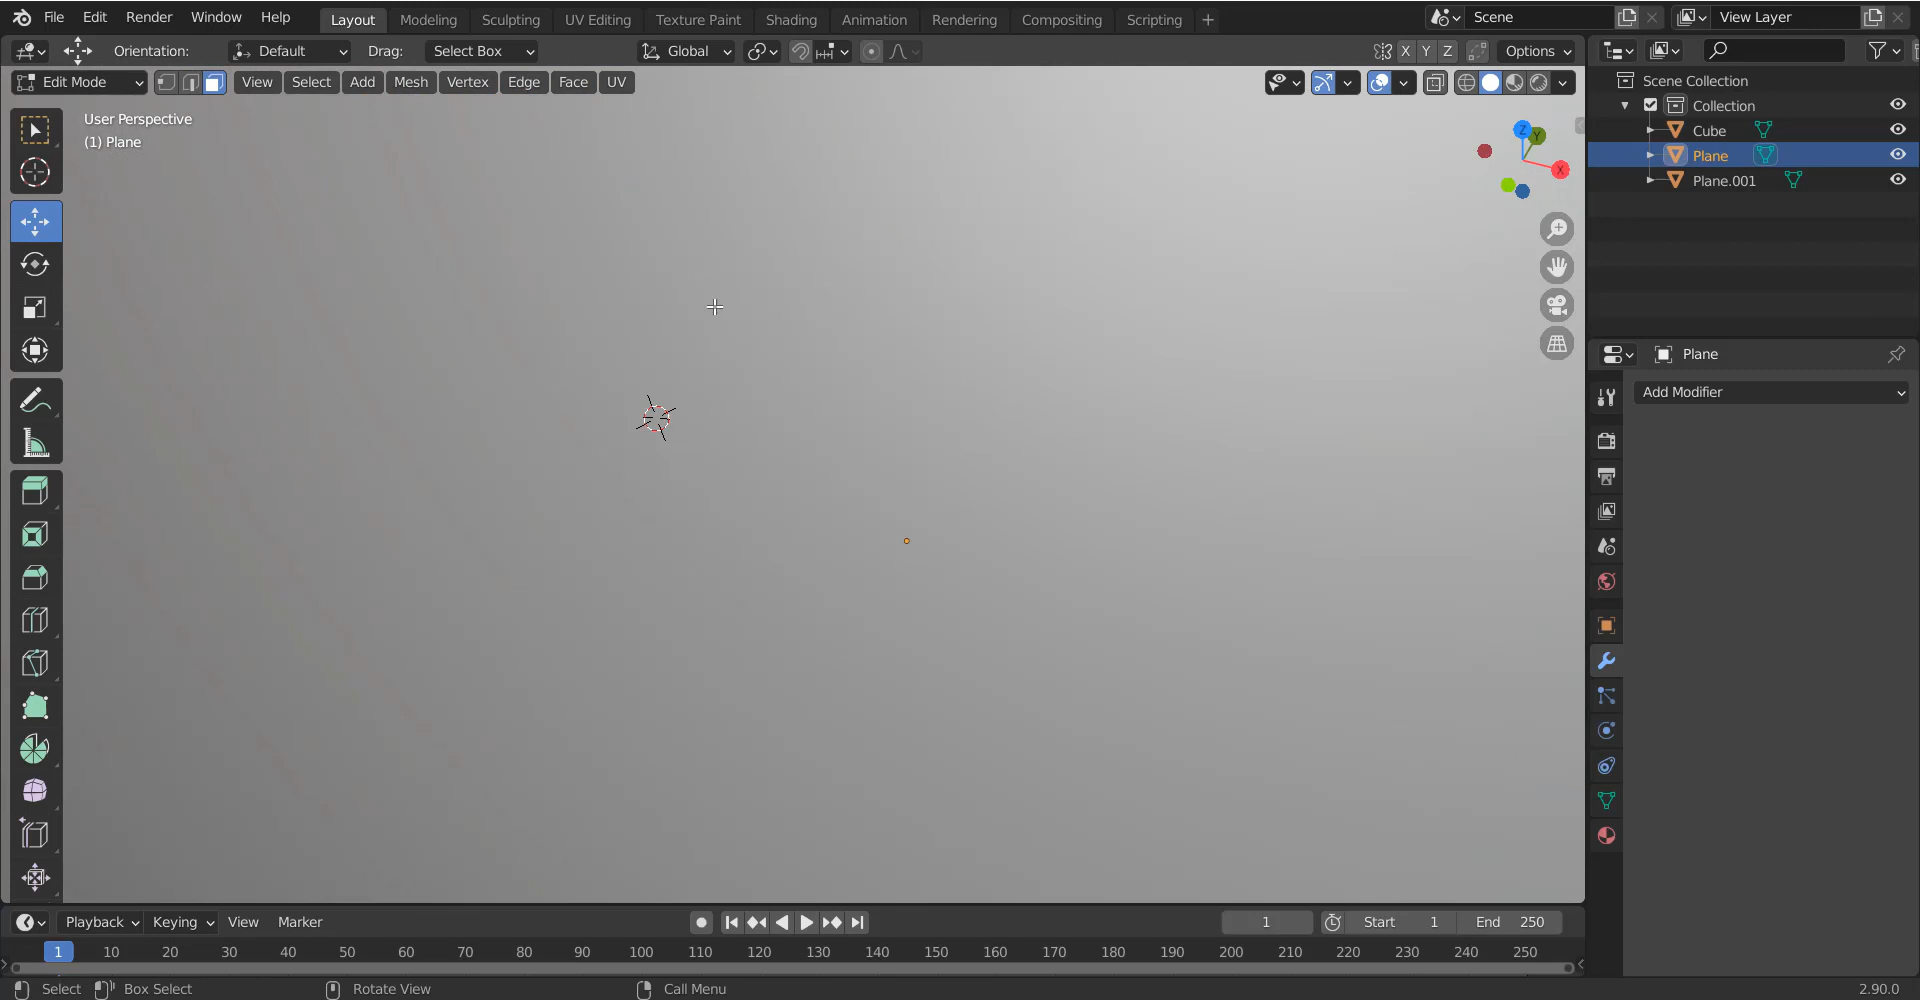 File Edit Render Window Help Layout Modeling Sculpting UV Editing Texture Paint Shading Animation Rendering Compositing Scripting + Scene View Layer
Orientation: Default Drag: Select Box Global X Y Z Options
Edit Mode View Select Add Mesh Vertex Edge Face UV
Scene Collection
Collection
Cube
Plane
Plane.001
User Perspective
(1) Plane
Z Y X
Plane
Add Modifier
Playback Keying View Marker 1 Start 1 End 250
1 10 20 30 40 50 60 70 80 90 100 110 120 130 140 150 160 170 180 190 200 210 220 230 240 250
Select Box Select Rotate View Call Menu 2.90.0